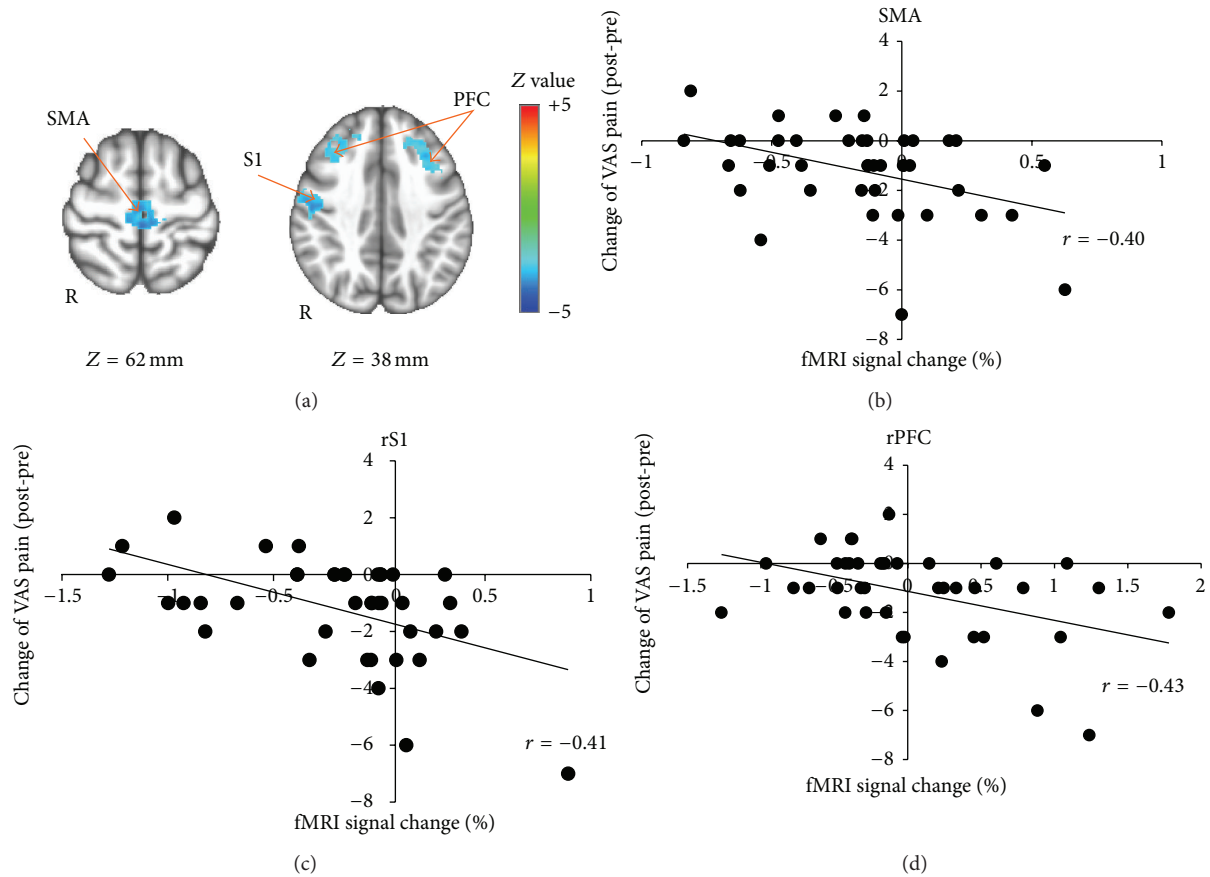 SMA
S1
PFC
Z value
+5
−5
R
R
Z = 62 mm
Z = 38 mm
(a)
SMA
Change of VAS pain (post-pre)
4
2
0
−2
−4
−6
−8
−1
−0.5
0
0.5
1
r = −0.40
fMRI signal change (%)
(b)
rS1
Change of VAS pain (post-pre)
4
2
0
−2
−4
−6
−8
−1.5
−1
−0.5
0
0.5
1
r = −0.41
fMRI signal change (%)
(c)
rPFC
Change of VAS pain (post-pre)
4
2
0
−2
−4
−6
−8
−1.5
−1
−0.5
0
0.5
1
1.5
2
r = −0.43
fMRI signal change (%)
(d)